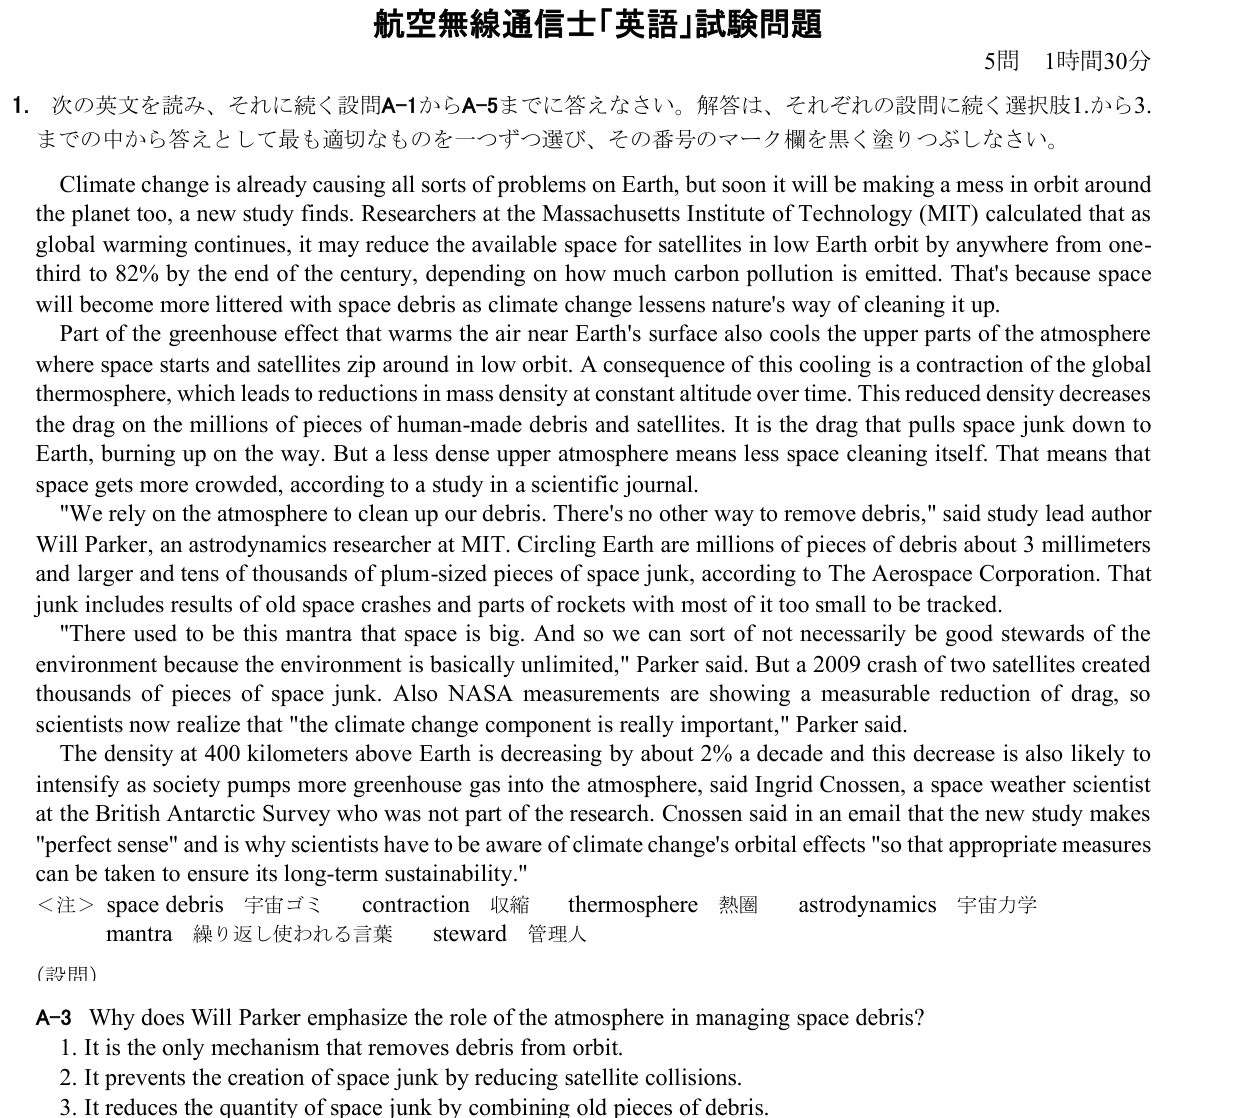 航空無線通信士「英語」試験問題
5問 1時間30分
1. 次の英文を読み、それに続く設問A-1からA-5までに答えなさい。解答は、それぞれの設問に続く選択肢1.から3.
までの中から答えとして最も適切なものを一つずつ選び、その番号のマーク欄を黒く塗りつぶしなさい。
Climate change is already causing all sorts of problems on Earth, but soon it will be making a mess in orbit around
the planet too, a new study finds. Researchers at the Massachusetts Institute of Technology (MIT) calculated that as
global warming continues, it may reduce the available space for satellites in low Earth orbit by anywhere from one-
third to 82% by the end of the century, depending on how much carbon pollution is emitted. That's because space
will become more littered with space debris as climate change lessens nature's way of cleaning it up.
Part of the greenhouse effect that warms the air near Earth's surface also cools the upper parts of the atmosphere
where space starts and satellites zip around in low orbit. A consequence of this cooling is a contraction of the global
thermosphere, which leads to reductions in mass density at constant altitude over time. This reduced density decreases
the drag on the millions of pieces of human-made debris and satellites. It is the drag that pulls space junk down to
Earth, burning up on the way. But a less dense upper atmosphere means less space cleaning itself. That means that
space gets more crowded, according to a study in a scientific journal.
"We rely on the atmosphere to clean up our debris. There's no other way to remove debris," said study lead author
Will Parker, an astrodynamics researcher at MIT. Circling Earth are millions of pieces of debris about 3 millimeters
and larger and tens of thousands of plum-sized pieces of space junk, according to The Aerospace Corporation. That
junk includes results of old space crashes and parts of rockets with most of it too small to be tracked.
"There used to be this mantra that space is big. And so we can sort of not necessarily be good stewards of the
environment because the environment is basically unlimited," Parker said. But a 2009 crash of two satellites created
thousands of pieces of space junk. Also NASA measurements are showing a measurable reduction of drag, so
scientists now realize that "the climate change component is really important," Parker said.
The density at 400 kilometers above Earth is decreasing by about 2% a decade and this decrease is also likely to
intensify as society pumps more greenhouse gas into the atmosphere, said Ingrid Cnossen, a space weather scientist
at the British Antarctic Survey who was not part of the research. Cnossen said in an email that the new study makes
"perfect sense" and is why scientists have to be aware of climate change's orbital effects "so that appropriate measures
can be taken to ensure its long-term sustainability."
＜注＞ space debris 宇宙ゴミ contraction 収縮 thermosphere 熱圏 astrodynamics 宇宙力学
mantra 繰り返し使われる言葉 steward 管理人
(設問)
A-3 Why does Will Parker emphasize the role of the atmosphere in managing space debris?
1. It is the only mechanism that removes debris from orbit.
2. It prevents the creation of space junk by reducing satellite collisions.
3. It reduces the quantity of space junk by combining old pieces of debris.